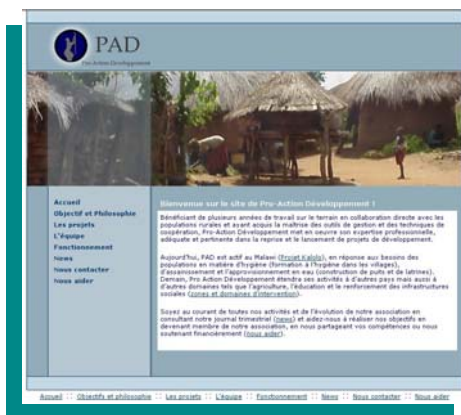 PAD
Pro-Action Développement
Accueil
Objectif et Philosophie
Les projets
L'équipe
Fonctionnement
News
Nous contacter
Nous aider
Bienvenue sur le site de Pro-Action Développement !
Bénéficiant de plusieurs années de travail sur le terrain en collaboration directe avec les
populations rurales et ayant acquis la maîtrise des outils de gestion et des techniques de
coopération, Pro-Action Développement met en oeuvre son expertise professionnelle,
adéquate et pertinente dans la reprise et le lancement de projets de développement.
Aujourd'hui, PAD est actif au Malawi (Projet Kalolo), en réponse aux besoins des
populations en matière d'hygiène (formation à l'hygiène dans les villages),
d'assainissement et l'approvisionnement en eau (construction de puits et de latrines).
Demain, Pro-Action Développement étendra ses activités à d'autres pays mais aussi à
d'autres domaines tels que l'agriculture, l'éducation et le renforcement des infrastructures
sociales (zones et domaines d'intervention).
Soyez au courant de toutes nos activités et de l'évolution de notre association en
consultant notre journal trimestriel (news) et aidez-nous à réaliser nos objectifs en
devenant membre de notre association, en nous partageant vos compétences ou nous
soutenant financièrement (nous aider).
Accueil :: Objectifs et philosophie :: Les projets :: L'équipe :: Fonctionnement :: News :: Nous contacter :: Nous aider